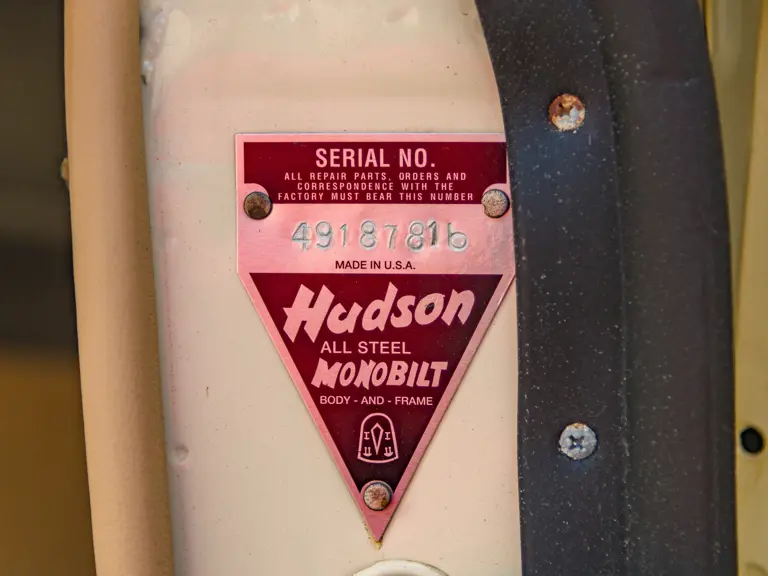 SERIAL NO.
ALL REPAIR PARTS, ORDERS AND
CORRESPONDENCE WITH THE
FACTORY MUST BEAR THIS NUMBER
49187816
MADE IN U.S.A.
Hudson
ALL STEEL
MONOBILT
BODY - AND - FRAME